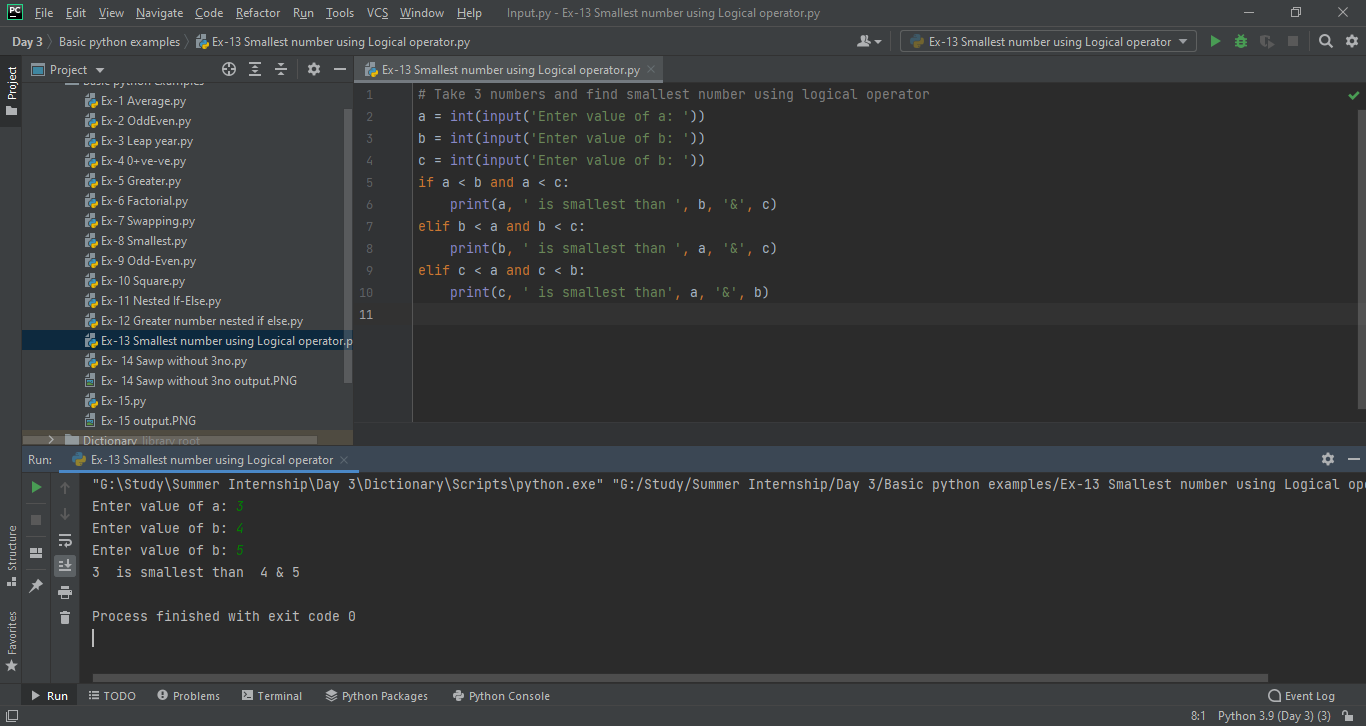 PC File Edit View Navigate Code Refactor Run Tools VCS Window Help Input.py - Ex-13 Smallest number using Logical operator.py
Day 3 Basic python examples Ex-13 Smallest number using Logical operator.py Ex-13 Smallest number using Logical operator
Project
Project
Basic python examples
Ex-1 Average.py
Ex-2 OddEven.py
Ex-3 Leap year.py
Ex-4 0+ve-ve.py
Ex-5 Greater.py
Ex-6 Factorial.py
Ex-7 Swapping.py
Ex-8 Smallest.py
Ex-9 Odd-Even.py
Ex-10 Square.py
Ex-11 Nested If-Else.py
Ex-12 Greater number nested if else.py
Ex-13 Smallest number using Logical operator.p
Ex- 14 Sawp without 3no.py
Ex- 14 Sawp without 3no output.PNG
Ex-15.py
Ex-15 output.PNG
Dictionary library root
Ex-13 Smallest number using Logical operator.py
1 # Take 3 numbers and find smallest number using logical operator
2 a = int(input('Enter value of a: '))
3 b = int(input('Enter value of b: '))
4 c = int(input('Enter value of b: '))
5 if a < b and a < c:
6 print(a, ' is smallest than ', b, '&', c)
7 elif b < a and b < c:
8 print(b, ' is smallest than ', a, '&', c)
9 elif c < a and c < b:
10 print(c, ' is smallest than', a, '&', b)
11
Run: Ex-13 Smallest number using Logical operator
"G:\Study\Summer Internship\Day 3\Dictionary\Scripts\python.exe" "G:/Study/Summer Internship/Day 3/Basic python examples/Ex-13 Smallest number using Logical op
Enter value of a: 3
Enter value of b: 4
Enter value of b: 5
3  is smallest than  4 & 5
Process finished with exit code 0
Structure
Favorites
Run TODO Problems Terminal Python Packages Python Console Event Log
8:1 Python 3.9 (Day 3) (3)